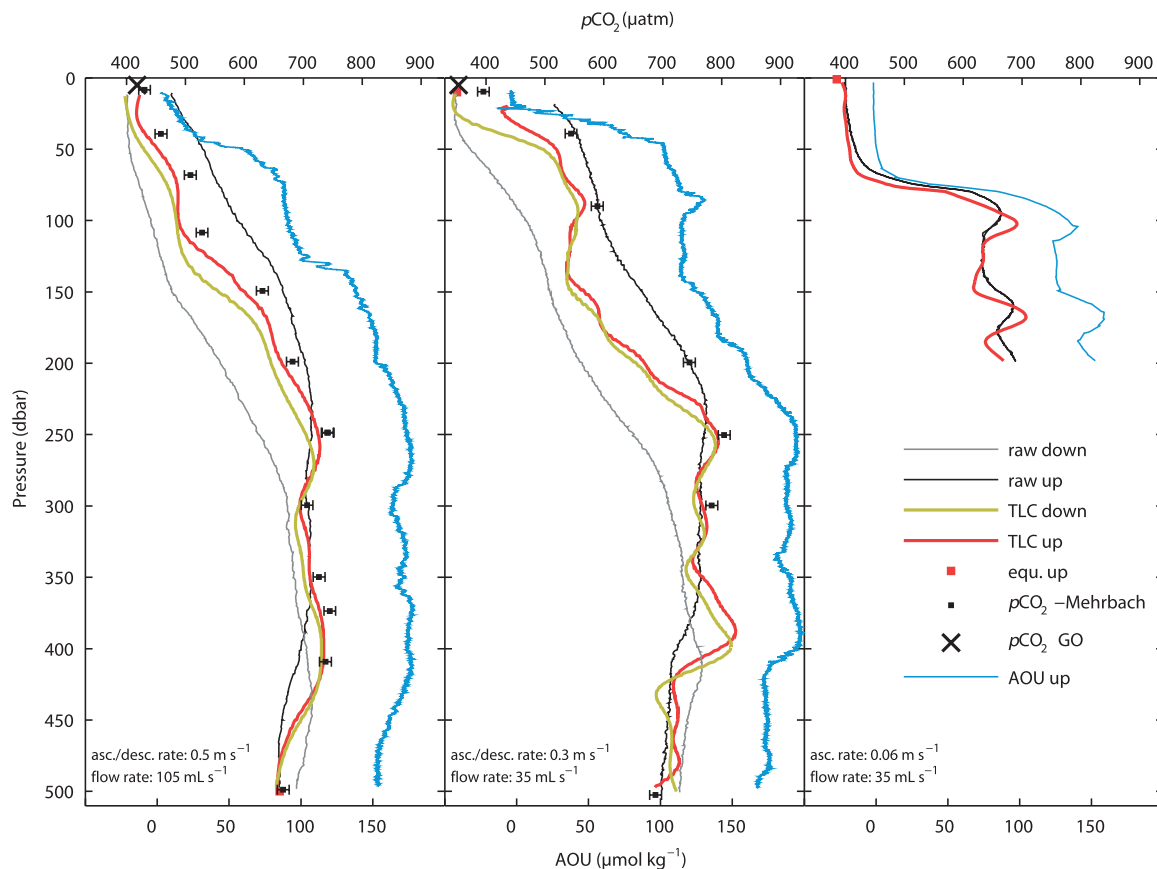 pCO2 (µatm)
400 500 600 700 800 900 400 500 600 700 800 900 400 500 600 700 800 900
0
50
100
150
200
250
300
350
400
450
500
Pressure (dbar)
raw down
raw up
TLC down
TLC up
equ. up
pCO2 −Mehrbach
pCO2 GO
AOU up
asc./desc. rate: 0.5 m s−1
flow rate: 105 mL s−1
asc./desc. rate: 0.3 m s−1
flow rate: 35 mL s−1
asc. rate: 0.06 m s−1
flow rate: 35 mL s−1
0 50 100 150 0 50 100 150 0 50 100 150
AOU (µmol kg−1)